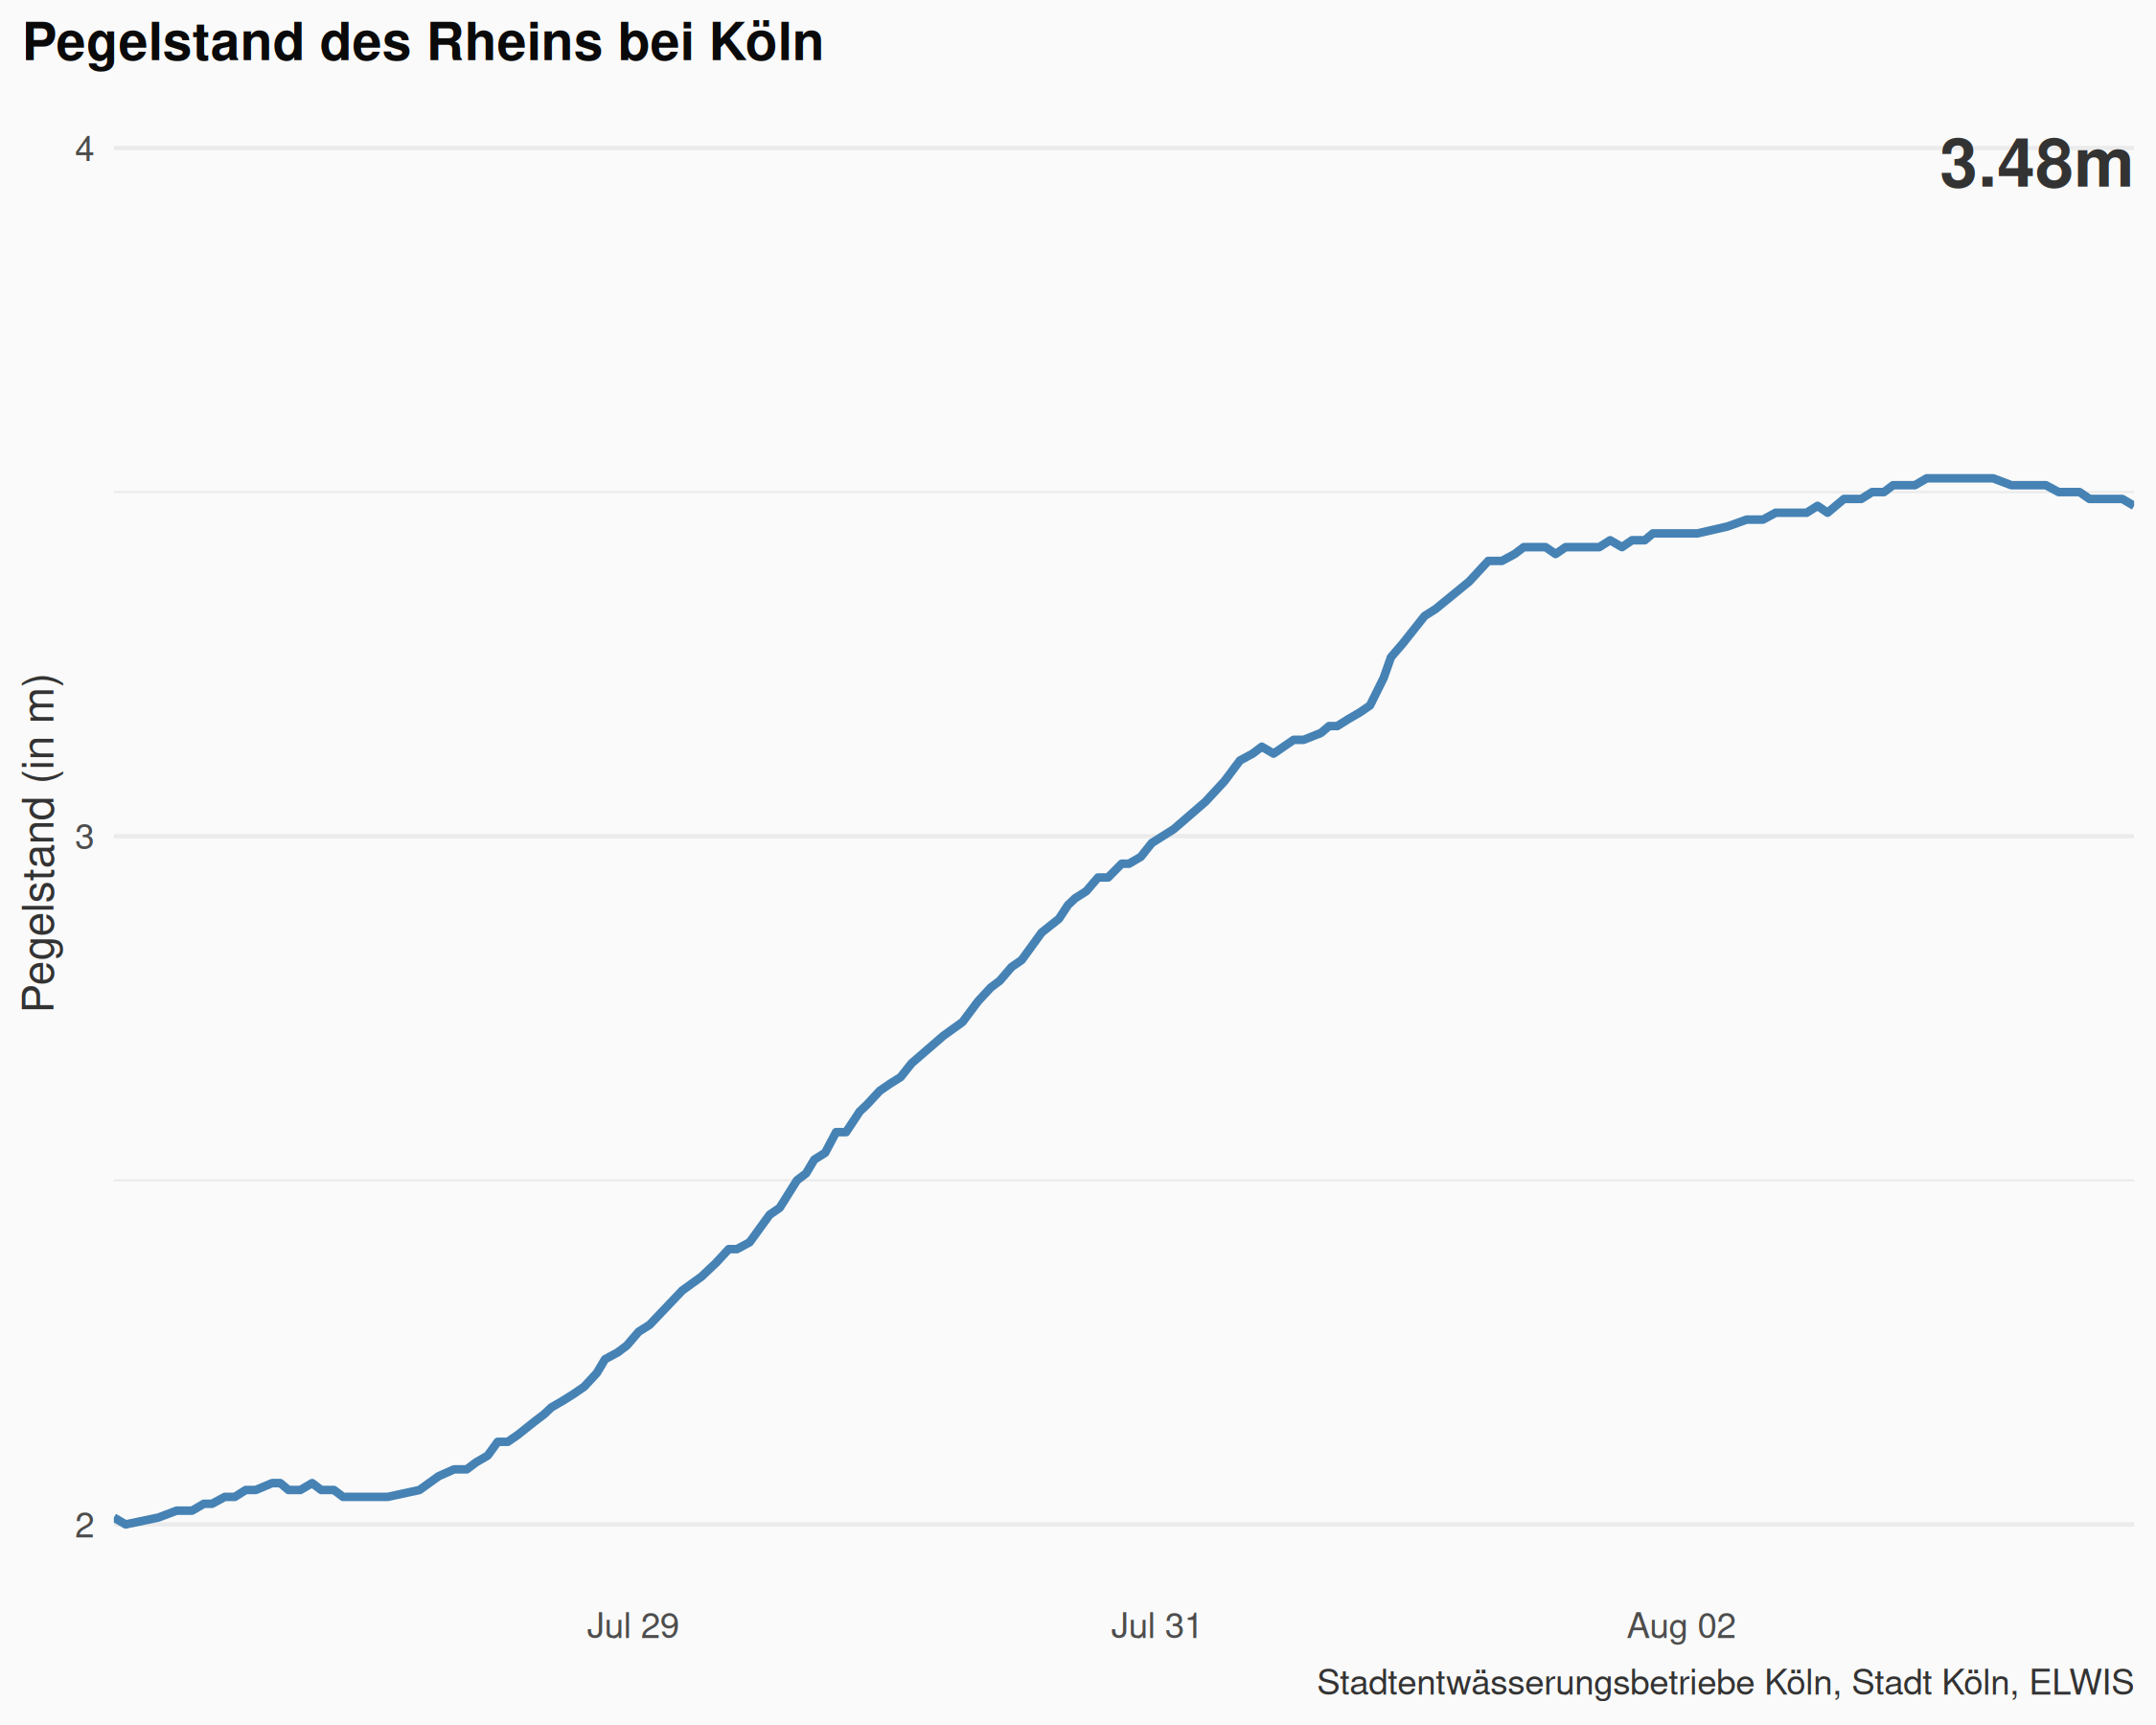 Pegelstand des Rheins bei Köln
4
3.48m
Pegelstand (in m)
3
2
Jul 29
Jul 31
Aug 02
Stadtentwässerungsbetriebe Köln, Stadt Köln, ELWIS